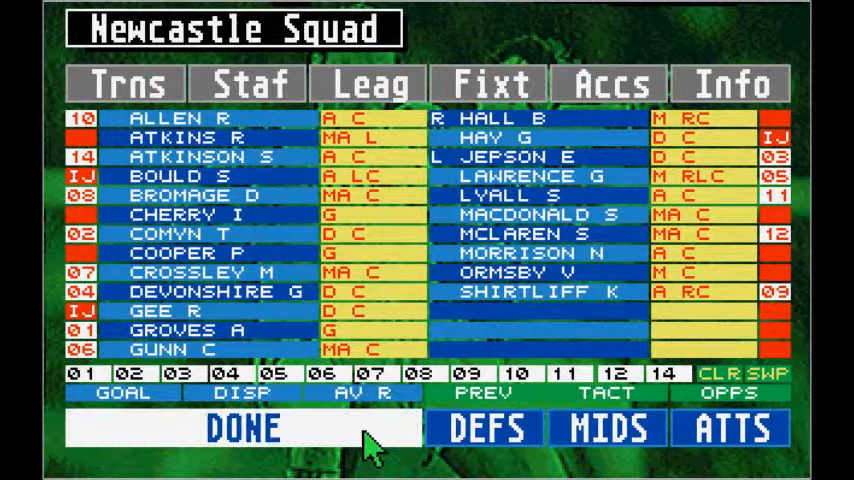 Newcastle Squad
Trns Staf Leag Fixt Accs Info
10 ALLEN R A C R HALL B M RC
ATKINS R MA L HAY G D C IJ
14 ATKINSON S A C L JEPSON E D C 03
IJ BOULD S A LC LAWRENCE G M RLC 05
08 BROMAGE D MA C LYALL S A C 11
CHERRY I G MACDONALD S MA C
02 COMYN T D C MCLAREN S MA C 12
COOPER P G MORRISON N A C
07 CROSSLEY M MA C ORMSBY V M C
04 DEVONSHIRE G D C SHIRTLIFF K A RC 09
IJ GEE R D C
01 GROVES A G
06 GUNN C MA C
01 02 03 04 05 06 07 08 09 10 11 12 14 CLR SWP
GOAL DISP AV R PREV TACT OPPS
DONE DEFS MIDS ATTS